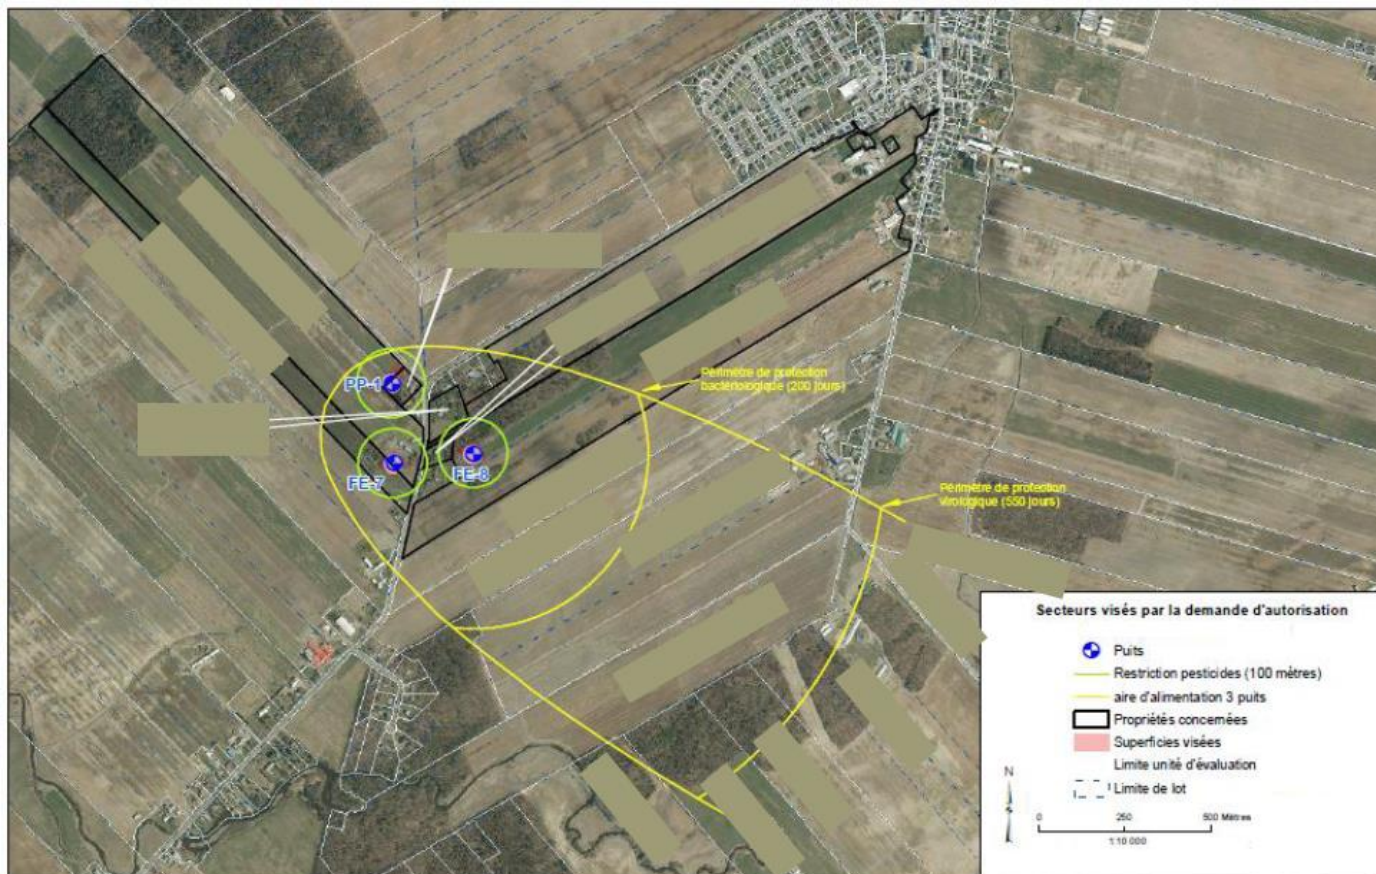 PP-1
FE-7
FE-8
Périmètre de protection
bactériologique (200 jours)
Périmètre de protection
virologique (550 jours)
Secteurs visés par la demande d'autorisation
Puits
Restriction pesticides (100 mètres)
aire d'alimentation 3 puits
Propriétés concernées
Superficies visées
Limite unité d'évaluation
Limite de lot
N
0 250 500 Mètres
1:10 000